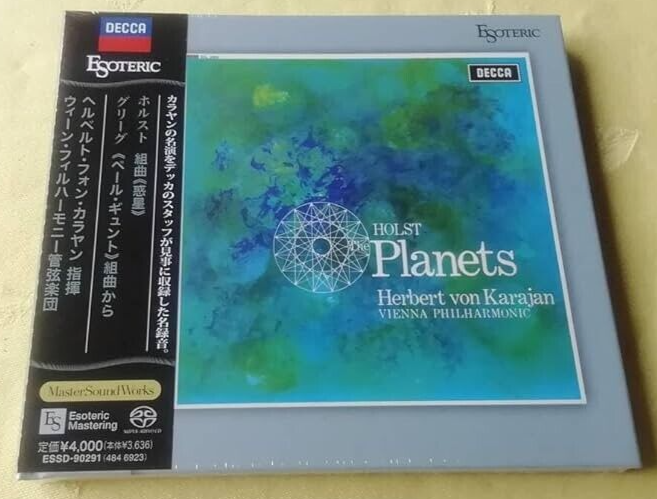 DECCA
ESOTERIC
カラヤンの名演をデッカのスタッフが見事に収録した名録音。
ホルスト 組曲《惑星》
グリーグ 《ペール・ギュント》組曲から
ヘルベルト・フォン・カラヤン 指揮
ウィーン・フィルハーモニー管弦楽団
MasterSoundWorks
ES
Esoteric
Mastering
SUPER AUDIO CD
定価¥4,000(本体¥3,636)
ESSD-90291(484 6923)
ESOTERIC
DECCA
HOLST
The Planets
Herbert von Karajan
VIENNA PHILHARMONIC